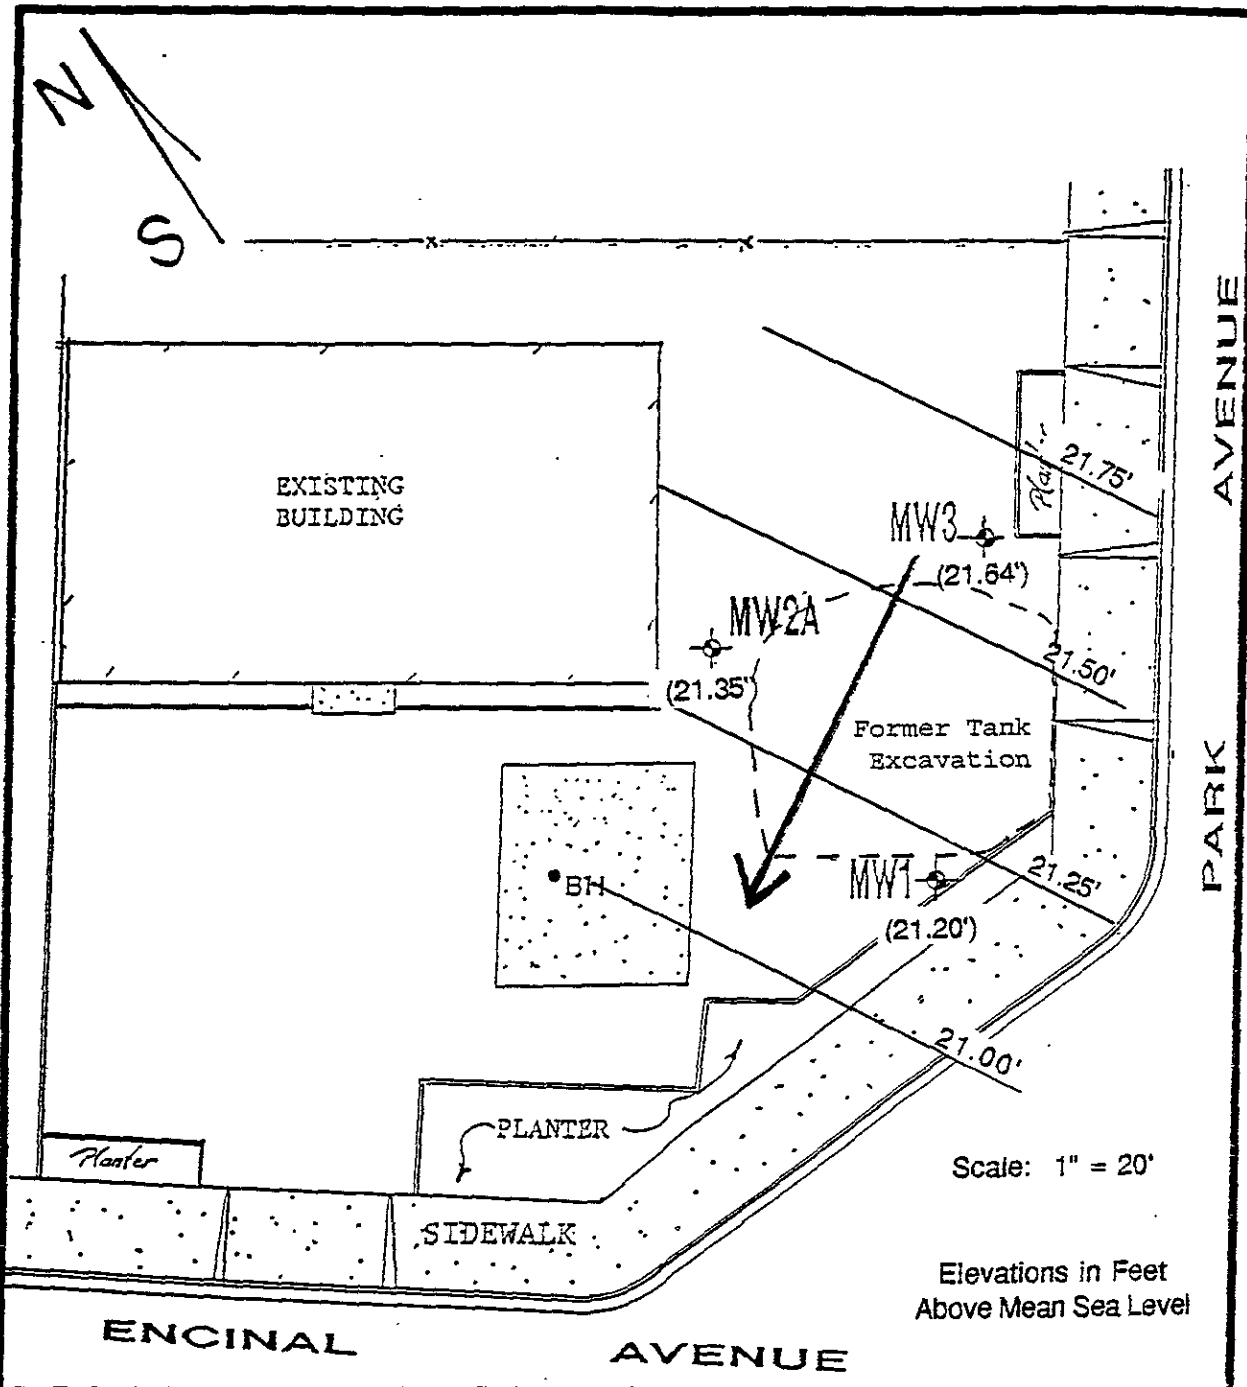 N
S
AVENUE
PARK
EXISTING
BUILDING
21.75'
MW3
(21.64')
MW2A
(21.35')
21.50'
Former Tank
Excavation
BH
MW1
21.25'
(21.20')
21.00'
PLANTER
Planter
SIDEWALK
Scale: 1" = 20'
Elevations in Feet
Above Mean Sea Level
ENCINAL AVENUE